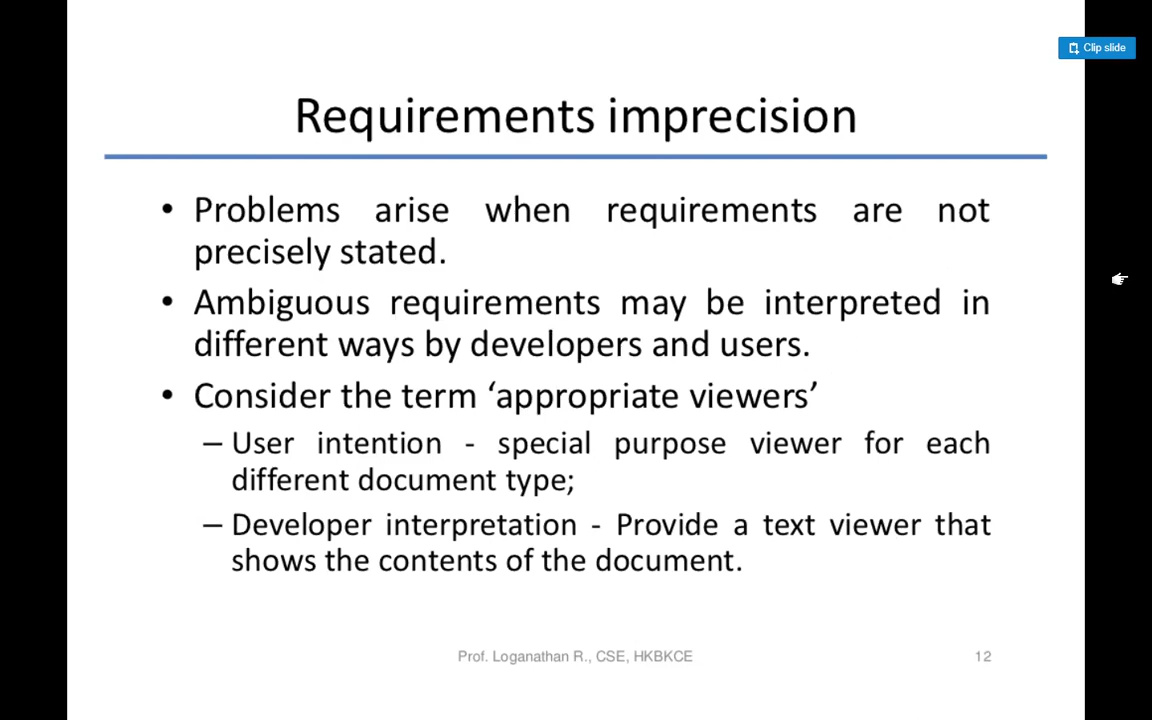 Clip slide
Requirements imprecision
• Problems arise when requirements are not
precisely stated.
• Ambiguous requirements may be interpreted in
different ways by developers and users.
• Consider the term ‘appropriate viewers’
– User intention - special purpose viewer for each
different document type;
– Developer interpretation - Provide a text viewer that
shows the contents of the document.
Prof. Loganathan R., CSE, HKBKCE 12